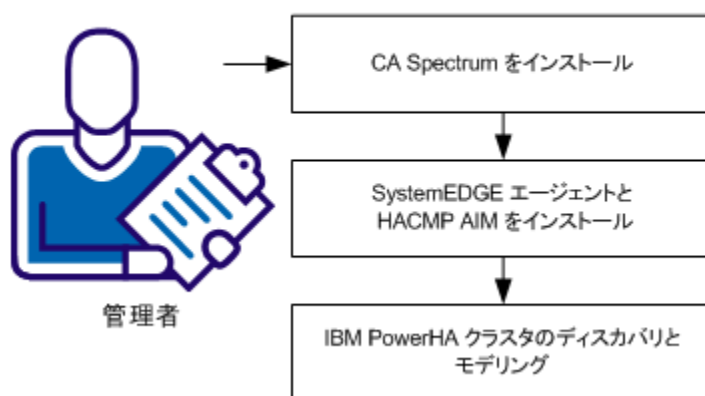 CA Spectrum をインストール
SystemEDGE エージェントと
HACMP AIM をインストール
管理者
IBM PowerHA クラスタのディスカバリと
モデリング